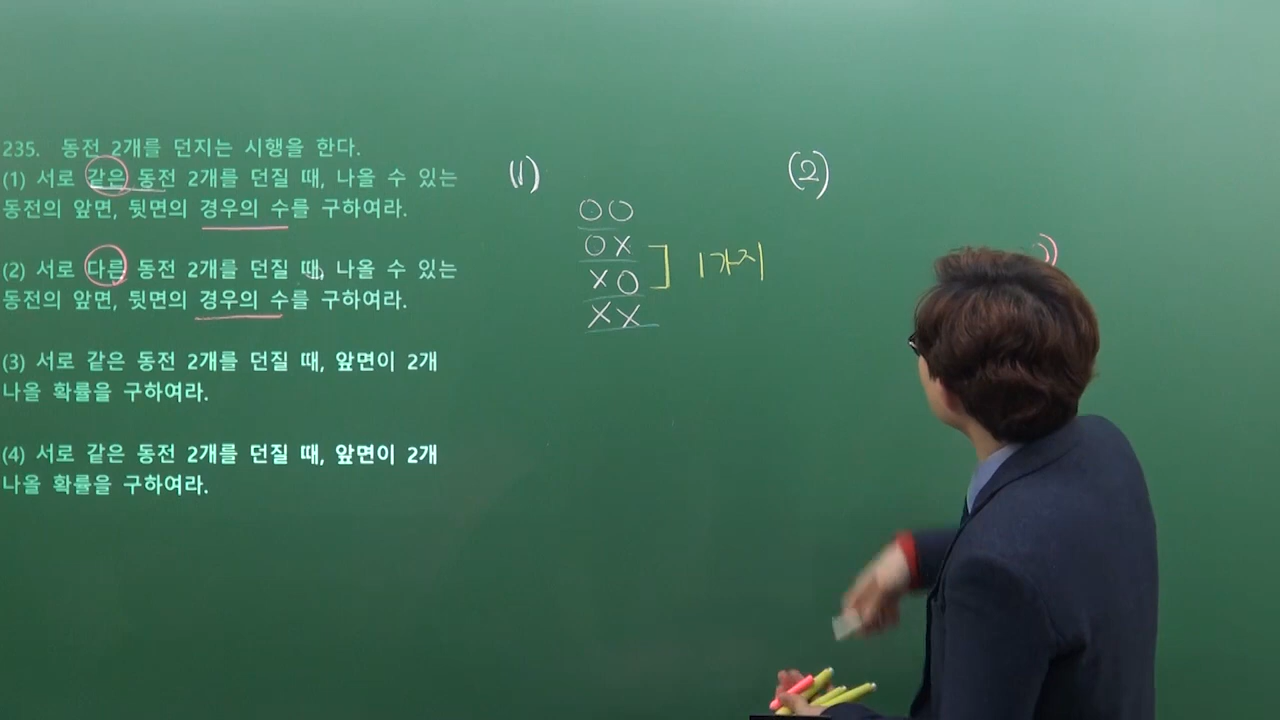 235. 동전 2개를 던지는 시행을 한다.
(1) 서로 같은 동전 2개를 던질 때, 나올 수 있는
동전의 앞면, 뒷면의 경우의 수를 구하여라.
(2) 서로 다른 동전 2개를 던질 때, 나올 수 있는
동전의 앞면, 뒷면의 경우의 수를 구하여라.
(3) 서로 같은 동전 2개를 던질 때, 앞면이 2개
나올 확률을 구하여라.
(4) 서로 같은 동전 2개를 던질 때, 앞면이 2개
나올 확률을 구하여라.
(1)
OO
OX
XO
XX
1가지
(2)